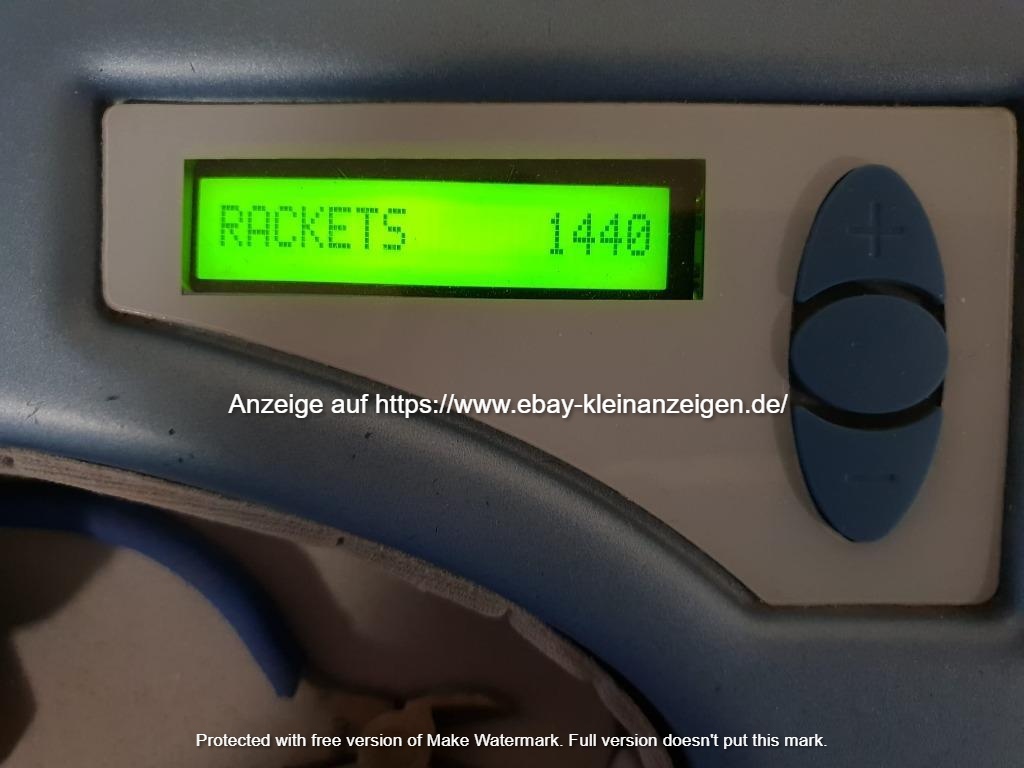 RACKETS 1440
+
-
Anzeige auf https://www.ebay-kleinanzeigen.de/
Protected with free version of Make Watermark. Full version doesn't put this mark.